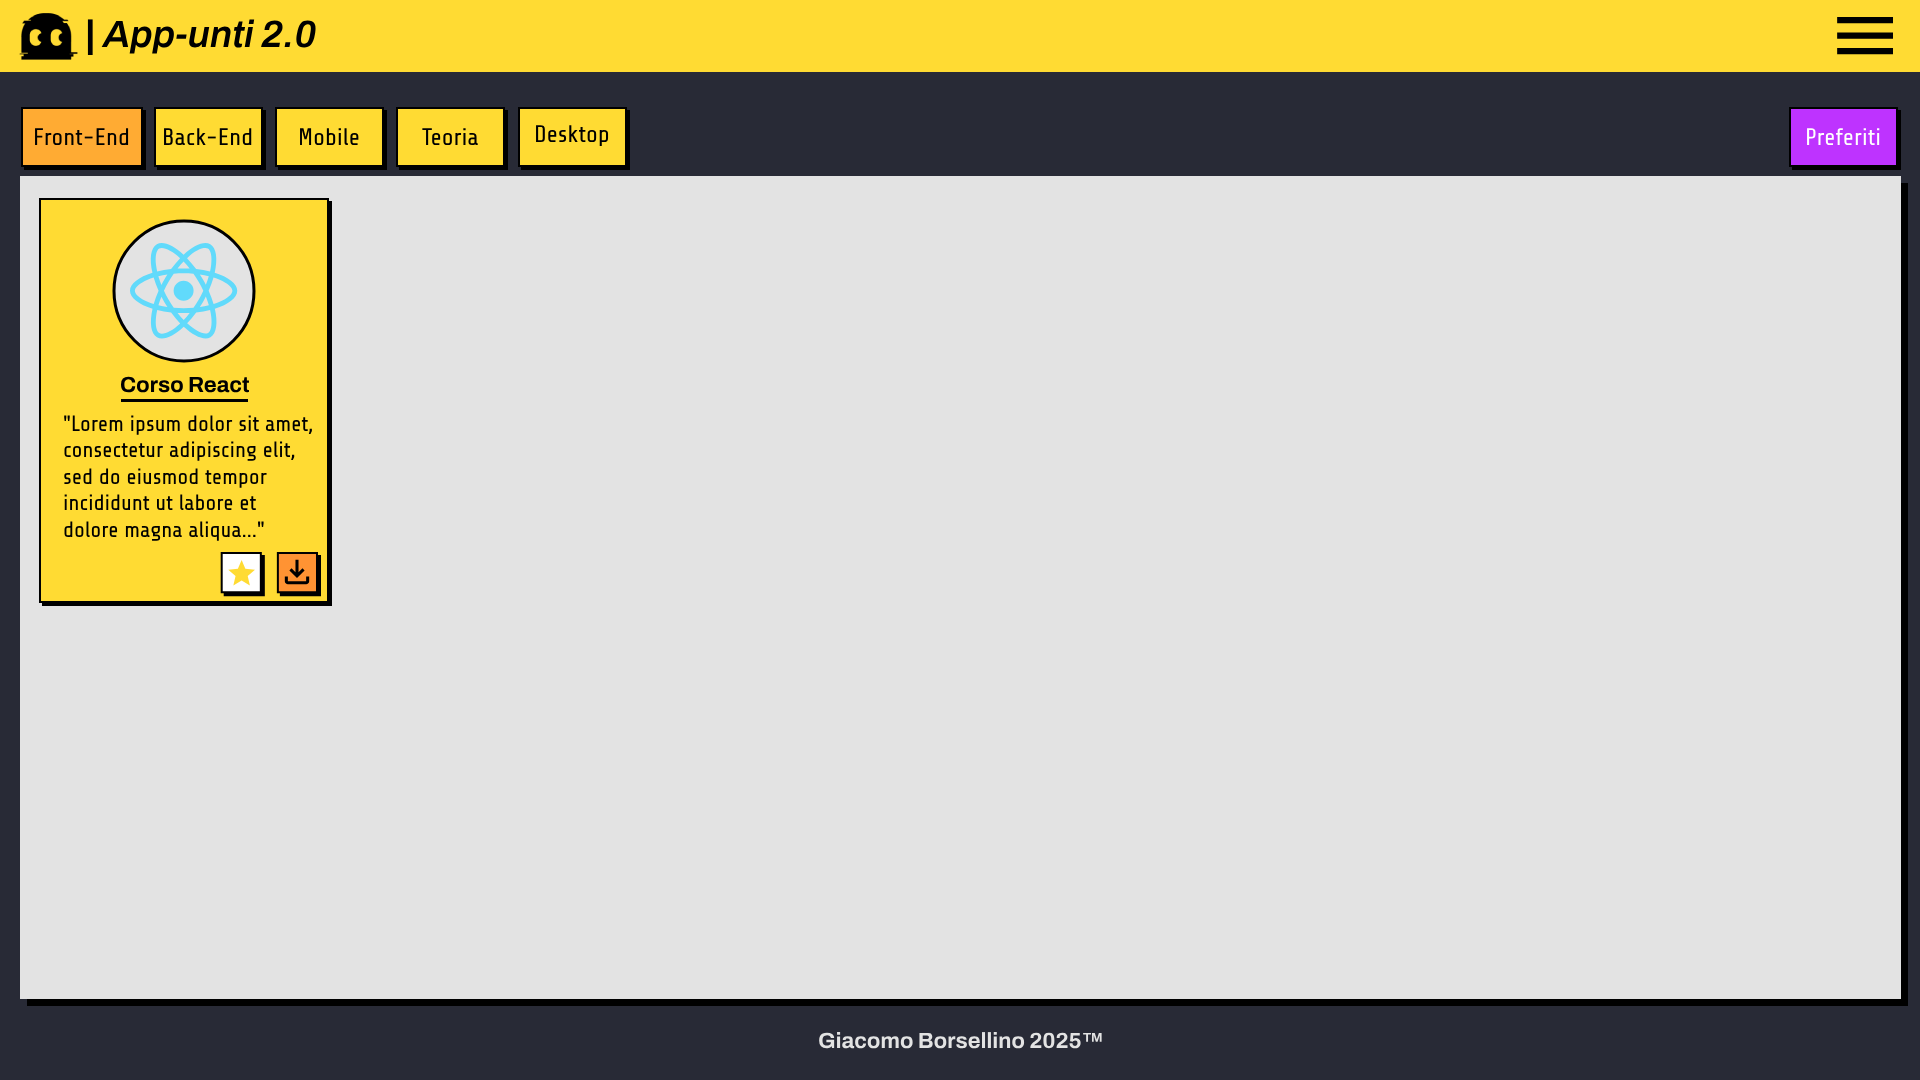 | App-unti 2.0
Front-End Back-End Mobile Teoria Desktop Preferiti
Corso React
"Lorem ipsum dolor sit amet,
consectetur adipiscing elit,
sed do eiusmod tempor
incididunt ut labore et
dolore magna aliqua..."
Giacomo Borsellino 2025™